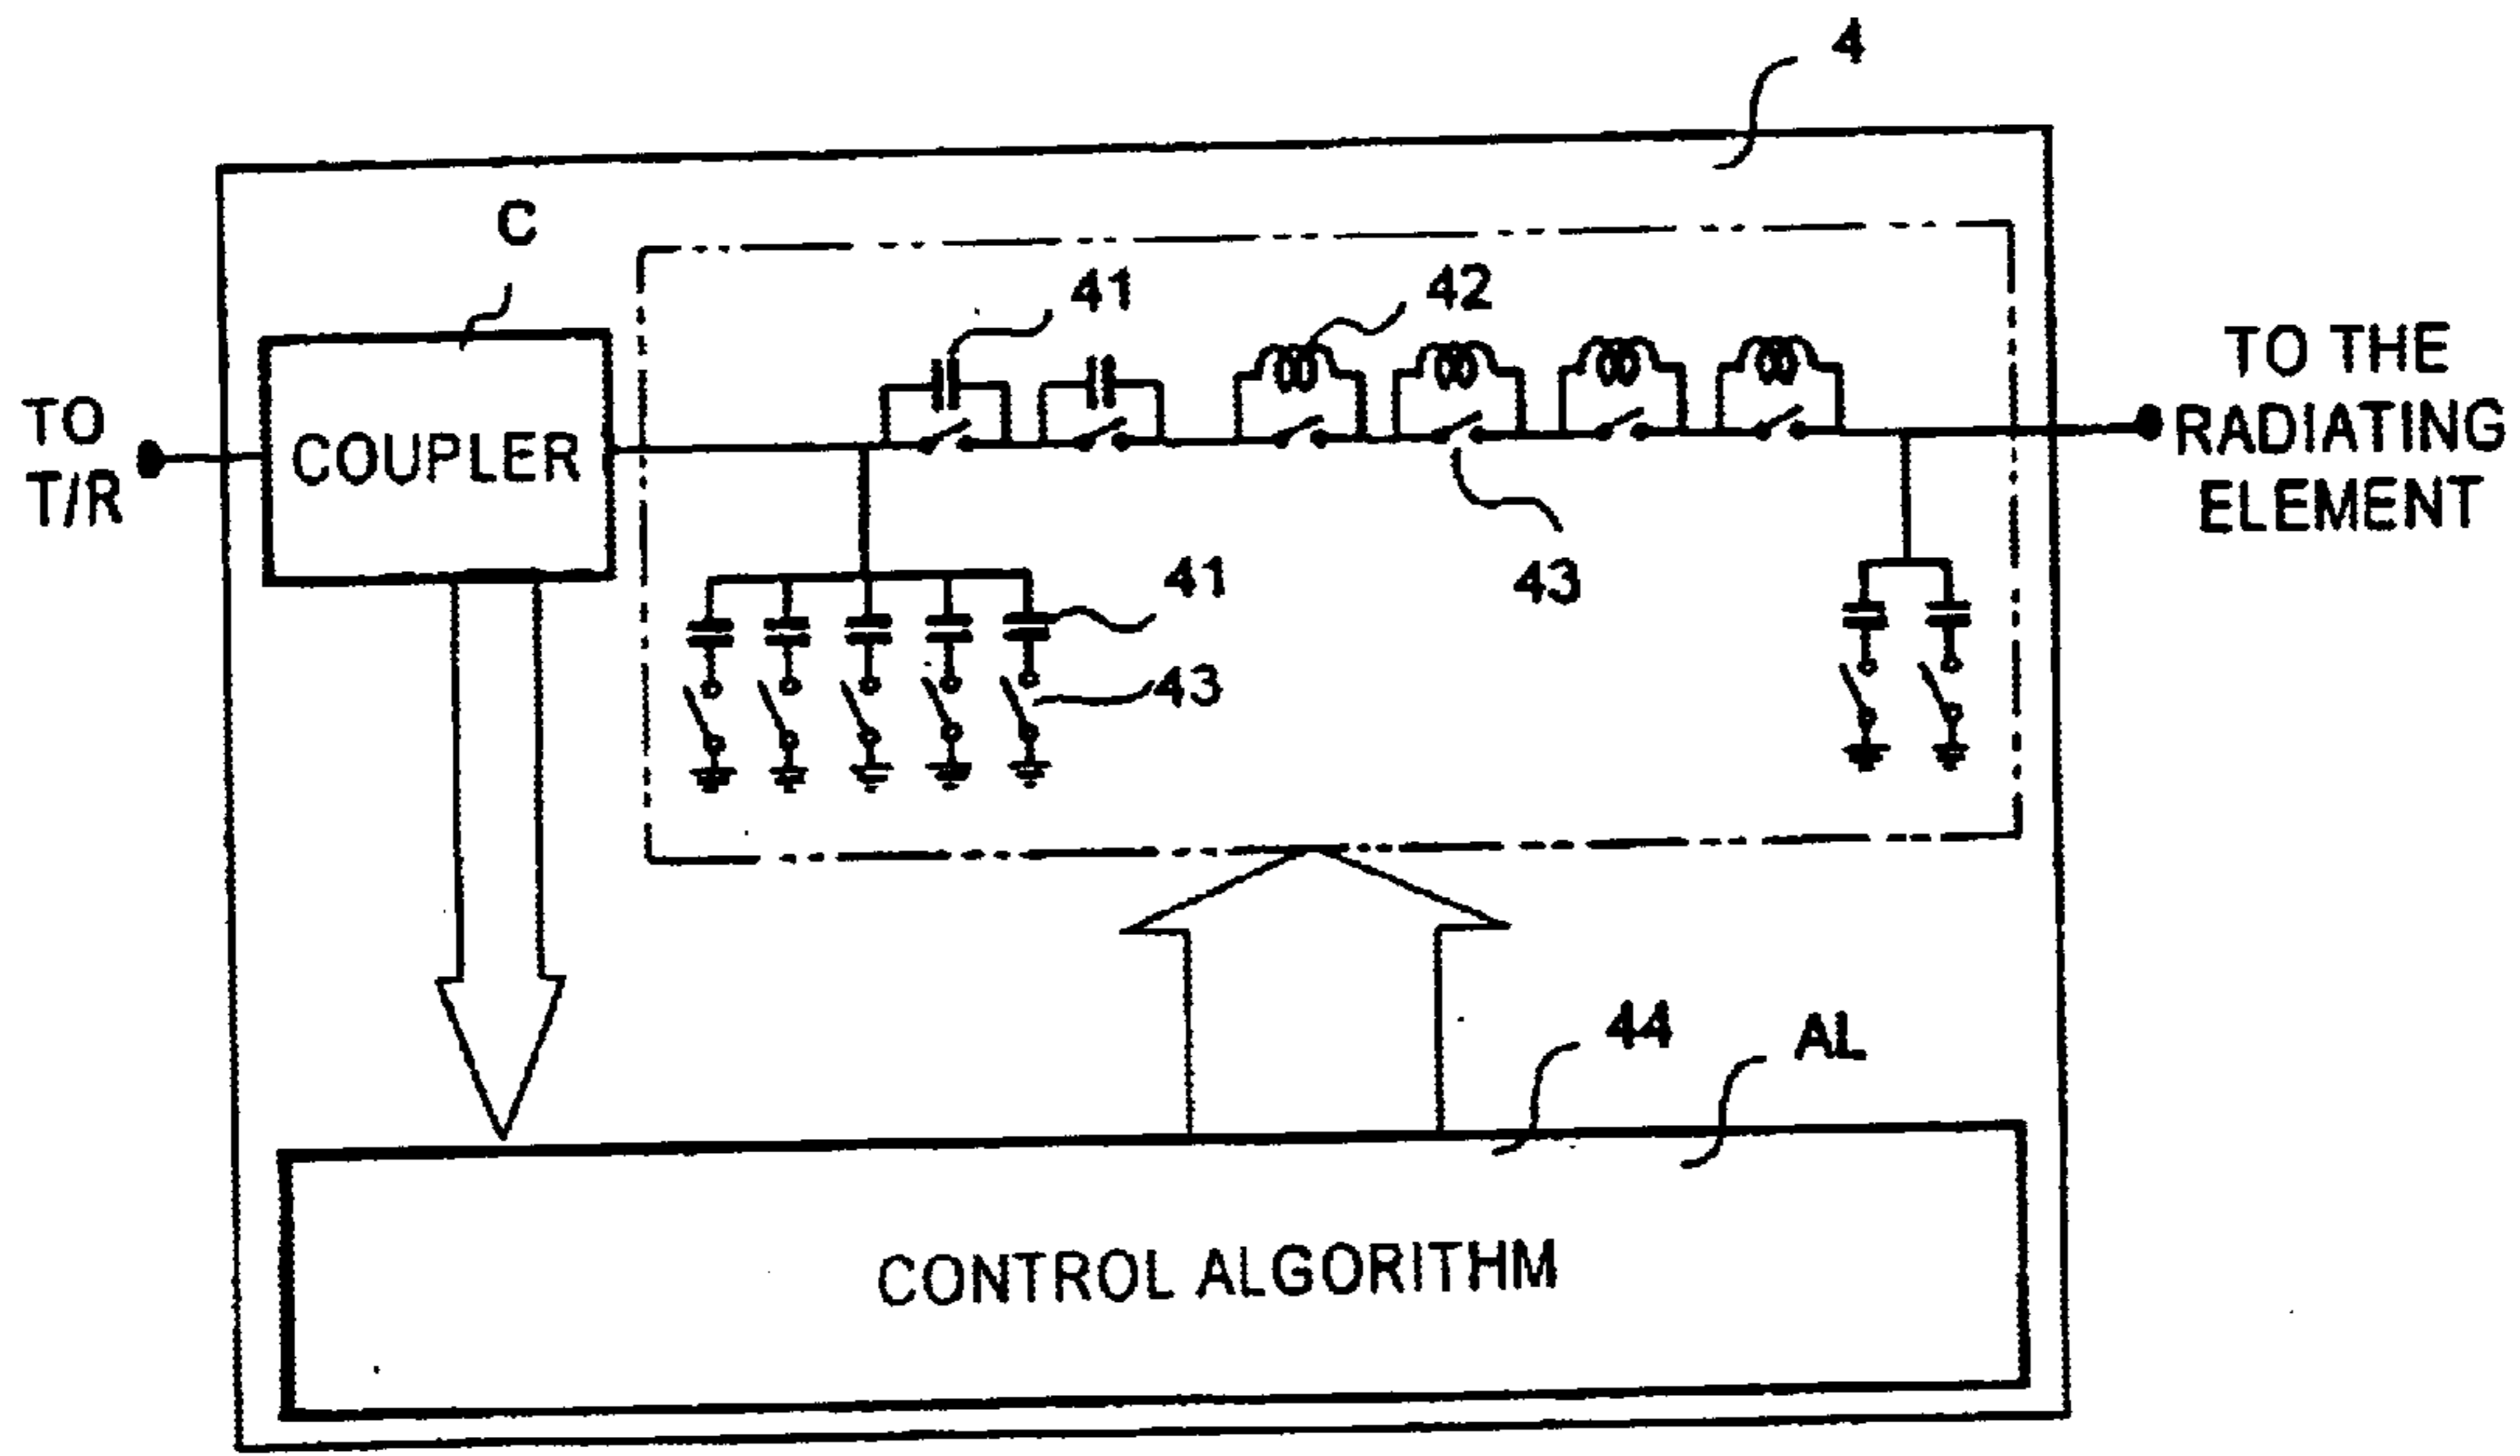 4
C
41
42
TO THE
RADIATING
ELEMENT
TO
T/R
COUPLER
43
41
43
44
AL
CONTROL ALGORITHM